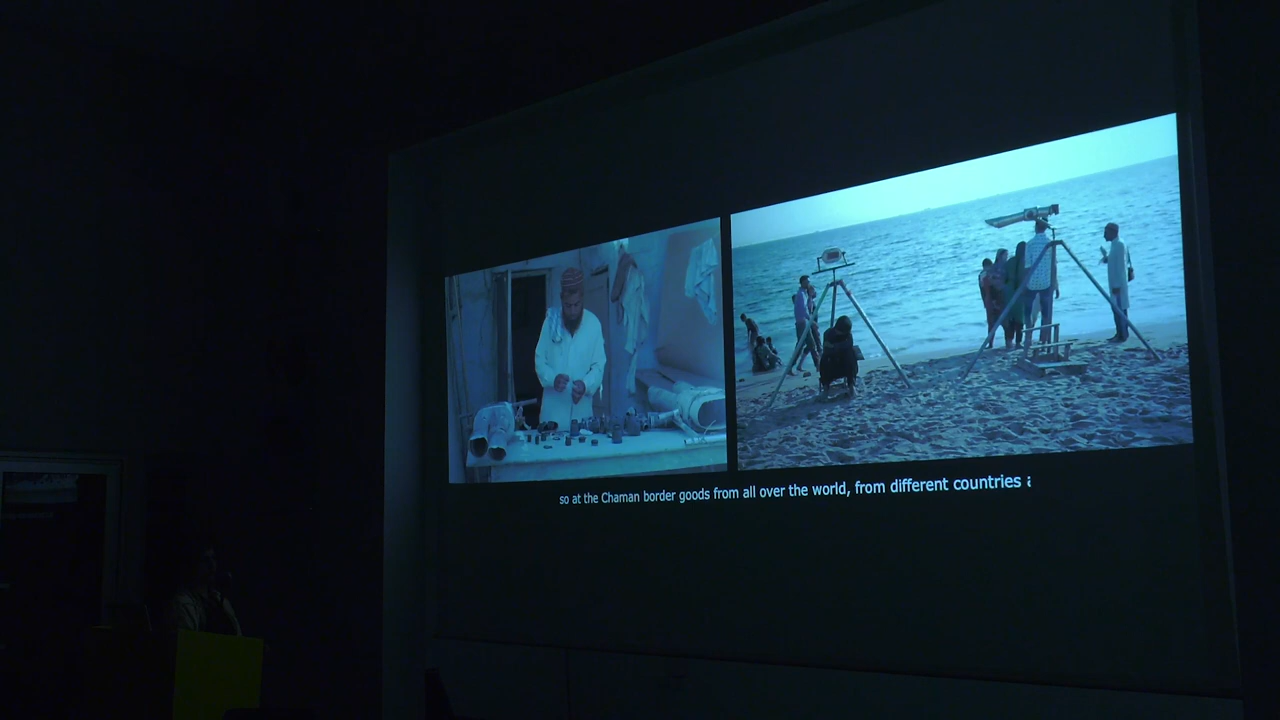 so at the Chaman border goods from all over the world, from different countries